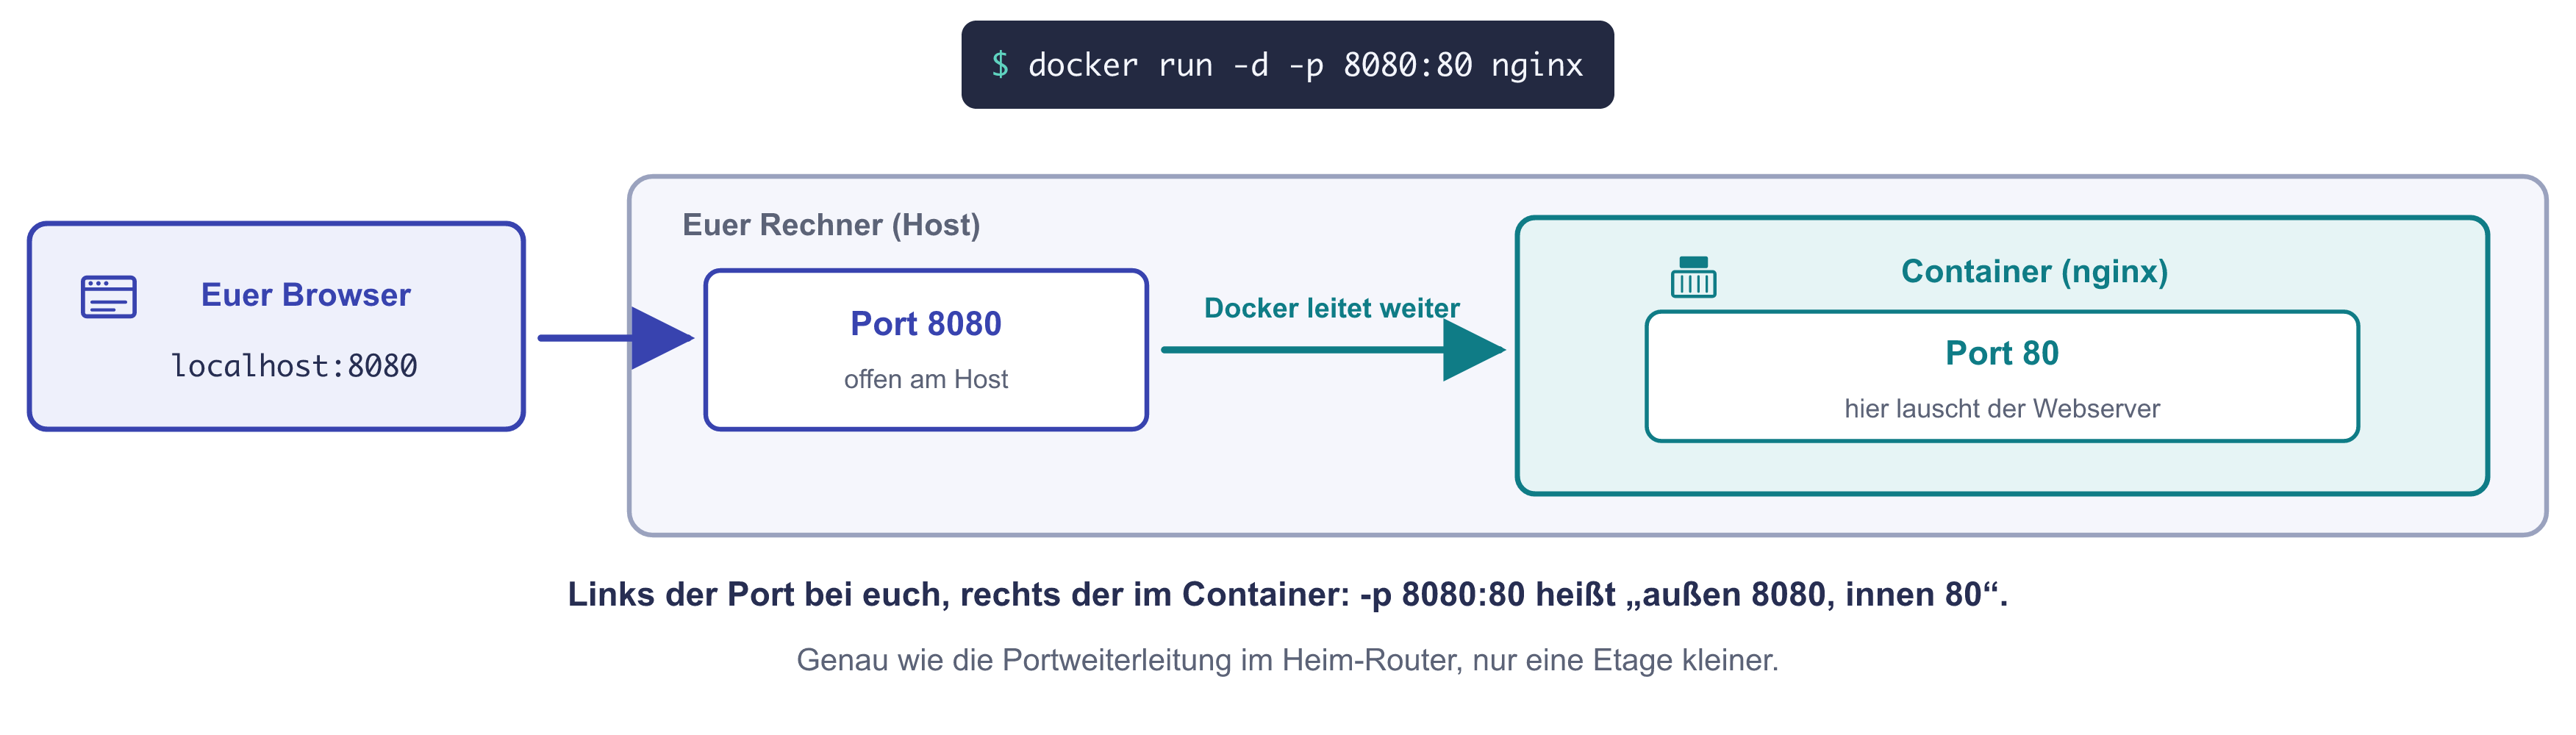 $ docker run -d -p 8080:80 nginx
Euer Browser
localhost:8080
Euer Rechner (Host)
Port 8080
offen am Host
Docker leitet weiter
Container (nginx)
Port 80
hier lauscht der Webserver
Links der Port bei euch, rechts der im Container: -p 8080:80 heißt „außen 8080, innen 80“.
Genau wie die Portweiterleitung im Heim-Router, nur eine Etage kleiner.